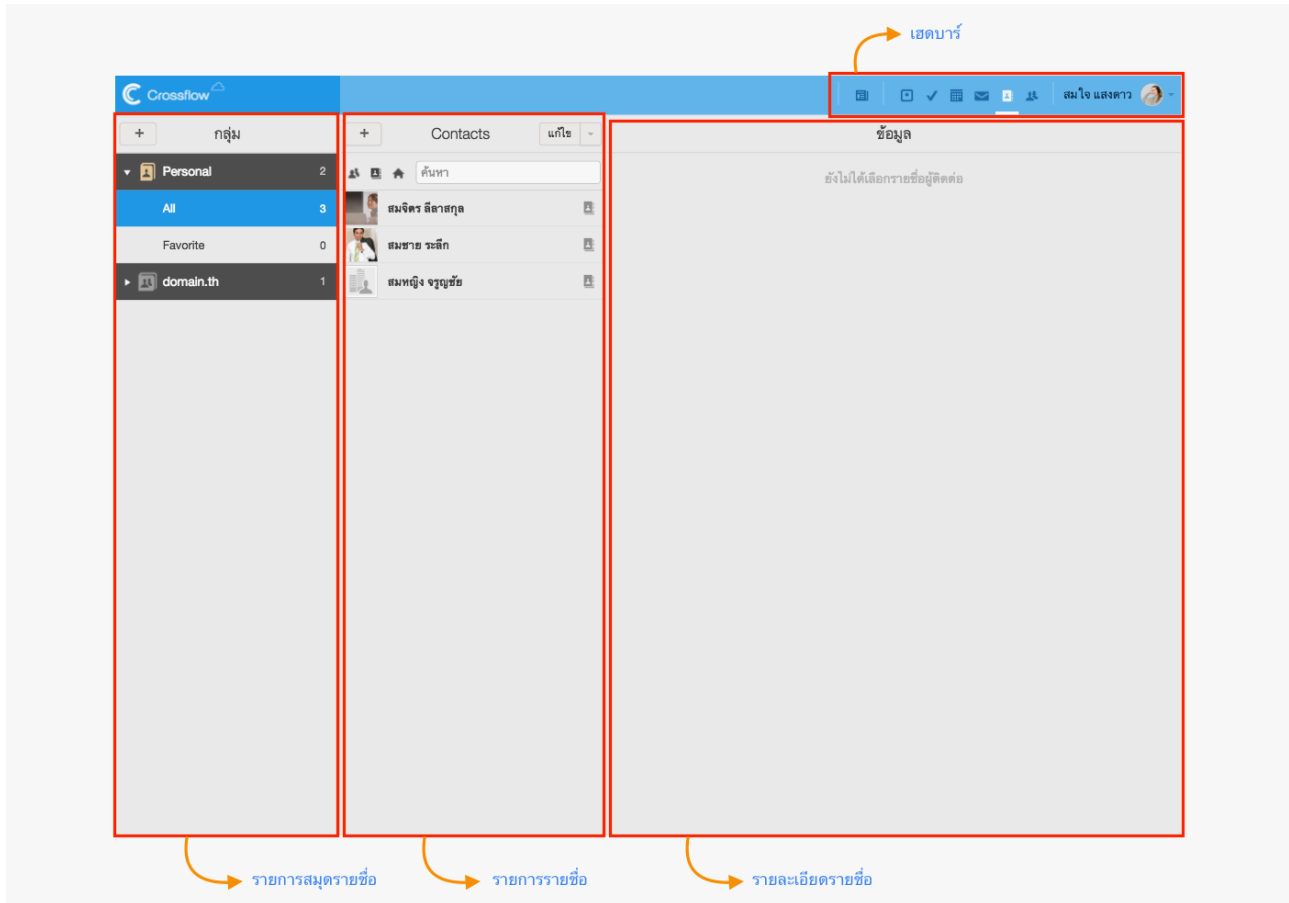 เฮดบาร์
Crossflow
สมใจ แสงดาว
+ กลุ่ม
+ Contacts แก้ไข
ข้อมูล
Personal 2
ค้นหา
ยังไม่ได้เลือกรายชื่อผู้ติดต่อ
All 3
สมจิตร ลีลาสกุล
Favorite 0
สมชาย ระลึก
domain.th 1
สมหญิง จรูญชัย
รายการสมุดรายชื่อ
รายการรายชื่อ
รายละเอียดรายชื่อ